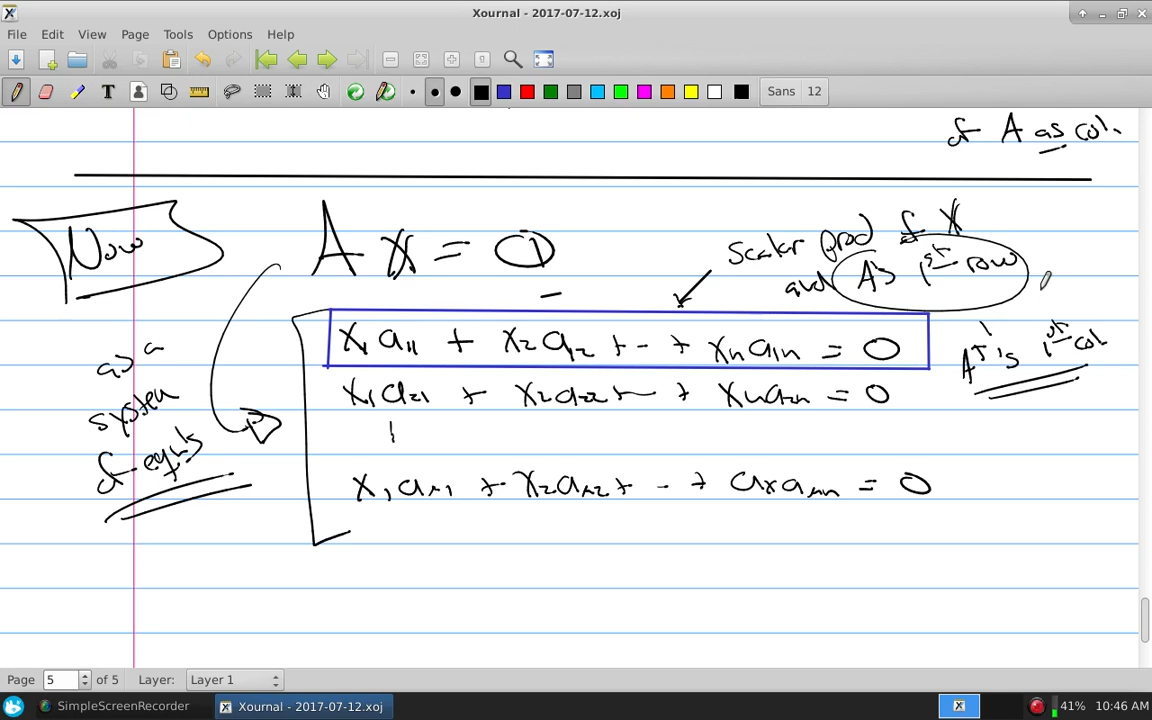 Xournal - 2017-07-12.xoj
File Edit View Page Tools Options Help
Sans 12
of A as col.
Now
A X = 0
scalar prod of X
and A's 1st row
A^T's 1st col
as a
system
of eqn's
x₁a₁₁ + x₂a₁₂ + - + xₙa₁ₙ = 0
x₁a₂₁ + x₂a₂₂ + - + xₙa₂ₙ = 0
x₁aₘ₁ + x₂aₘ₂ + - + aₓaₘₙ = 0
Page 5 of 5 Layer: Layer 1
SimpleScreenRecorder Xournal - 2017-07-12.xoj 41% 10:46 AM